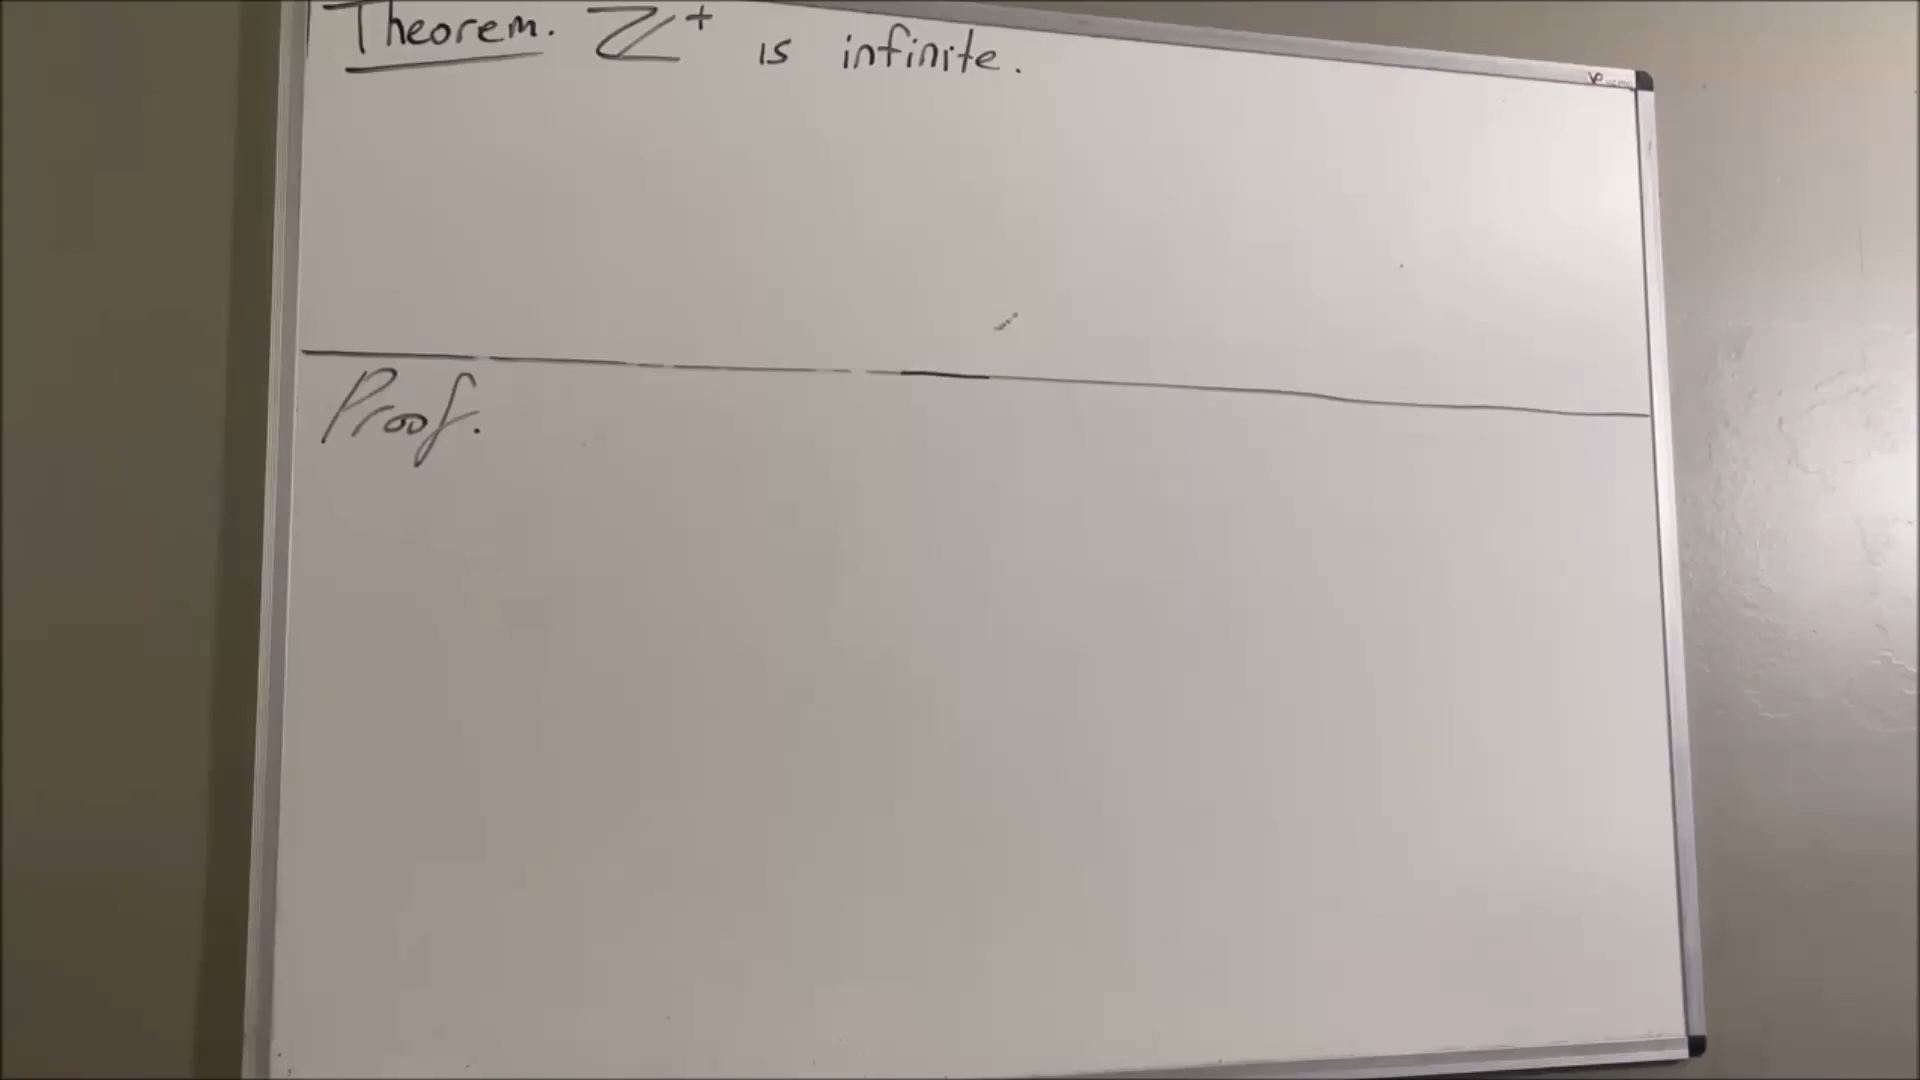 Theorem. ℤ⁺ is infinite.
Proof.